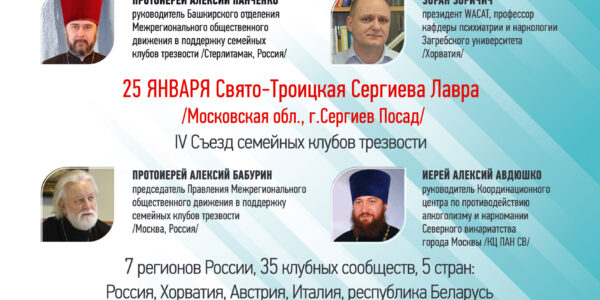 ПРОТОИЕРЕЙ АЛЕКСИЙ ПАНЧЕНКО
руководитель Башкирского отделения
Межрегионального общественного
движения в поддержку семейных
клубов трезвости /Стерлитамак, Россия/
ЗОРАН ЗОРИЧИЧ
президент WACAT, профессор
кафедры психиатрии и наркологии
Загребского университета
/Хорватия/
25 ЯНВАРЯ Свято-Троицкая Сергиева Лавра
/Московская обл., г.Сергиев Посад/
IV Съезд семейных клубов трезвости
ПРОТОИЕРЕЙ АЛЕКСИЙ БАБУРИН
председатель Правления Межрегионального
общественного движения в поддержку
семейных клубов трезвости
/Москва, Россия/
ИЕРЕЙ АЛЕКСИЙ АВДЮШКО
руководитель Координационного
центра по противодействию
алкоголизму и наркомании
Северного викариатства
города Москвы /КЦ ПАН СВ/
7 регионов России, 35 клубных сообществ, 5 стран:
Россия, Хорватия, Австрия, Италия, республика Беларусь